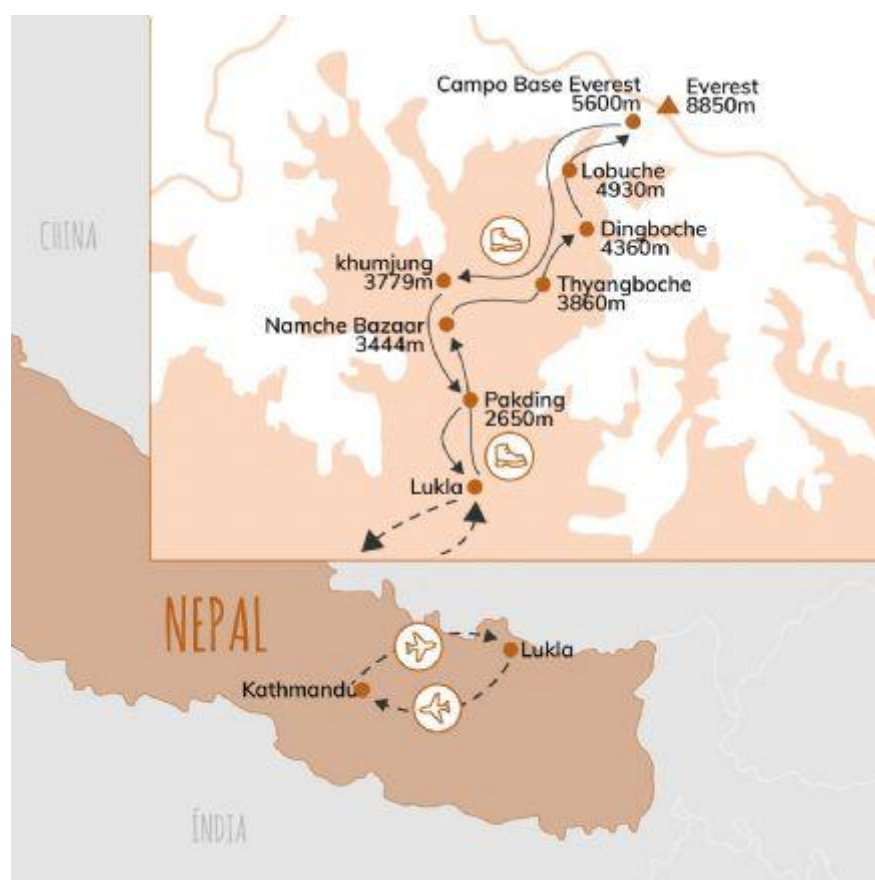 Campo Base Everest
5600m
Everest
8850m
Lobuche
4930m
CHINA
Dingboche
4360m
khumjung
3779m
Thyangboche
3860m
Namche Bazaar
3444m
Pakding
2650m
Lukla
NEPAL
Lukla
Kathmandu
ÍNDIA